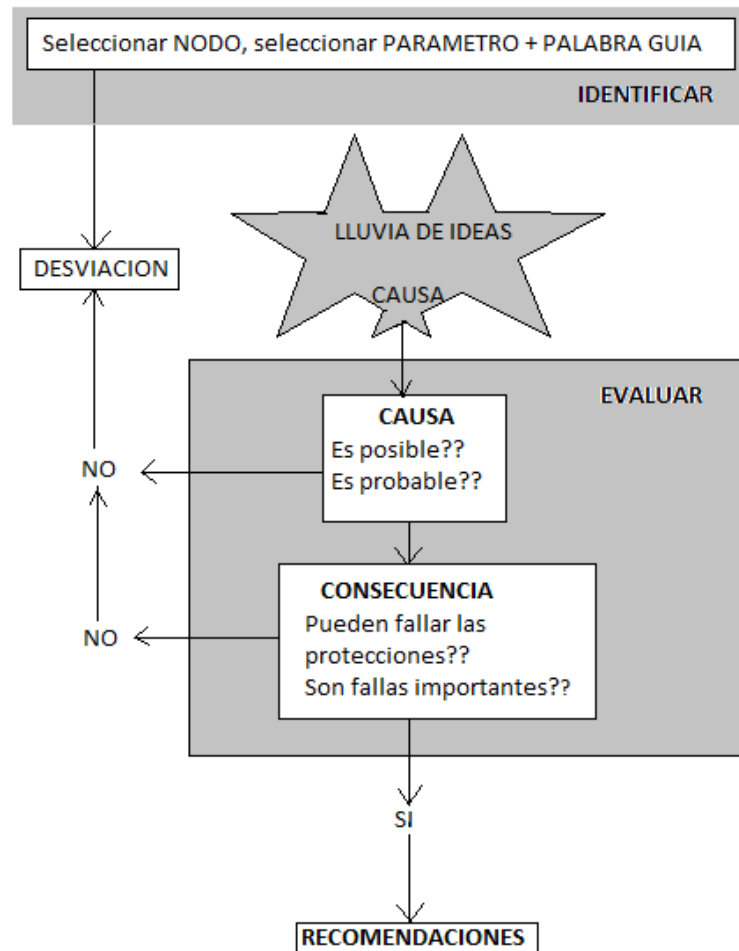 Seleccionar NODO, seleccionar PARAMETRO + PALABRA GUIA
IDENTIFICAR
LLUVIA DE IDEAS
DESVIACION
CAUSA
EVALUAR
CAUSA
Es posible??
NO
Es probable??
CONSECUENCIA
Pueden fallar las
NO
protecciones??
Son fallas importantes??
SI
RECOMENDACIONES